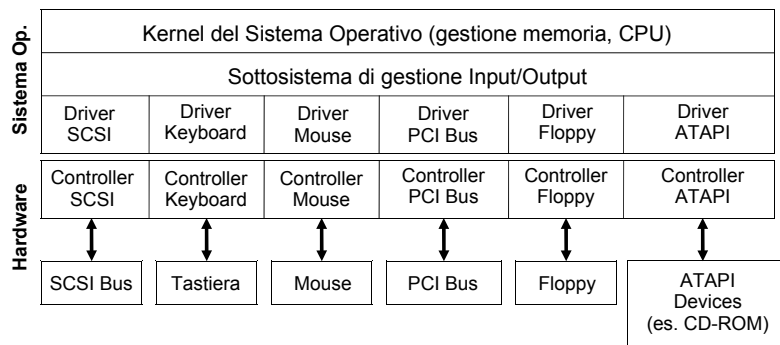 Sistema Op.
Kernel del Sistema Operativo (gestione memoria, CPU)
Sottosistema di gestione Input/Output
Driver
SCSI
Driver
Keyboard
Driver
Mouse
Driver
PCI Bus
Driver
Floppy
Driver
ATAPI
Hardware
Controller
SCSI
Controller
Keyboard
Controller
Mouse
Controller
PCI Bus
Controller
Floppy
Controller
ATAPI
SCSI Bus
Tastiera
Mouse
PCI Bus
Floppy
ATAPI
Devices
(es. CD-ROM)